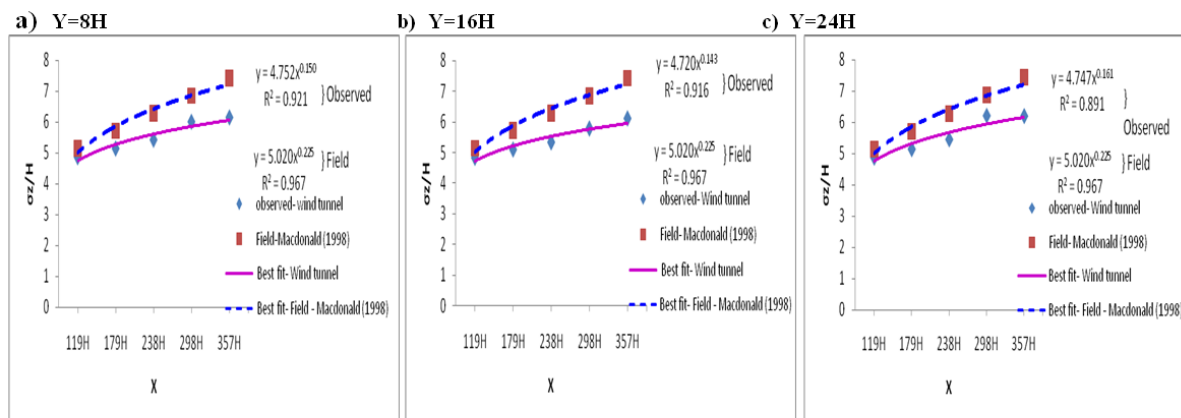 a) Y=8H
8
7
6
5
4
3
2
1
0
σz/H
119H 179H 238H 298H 357H
X
y = 4.752x^0.150
R² = 0.921
}Observed
y = 5.020x^0.225
R² = 0.967
}Field
observed- wind tunnel
Field-Macdonald (1998)
Best fit- Wind tunnel
Best fit- Field - Macdonald (1998)
b) Y=16H
8
7
6
5
4
3
2
1
0
σz/H
119H 179H 238H 298H 357H
X
y = 4.720x^0.143
R² = 0.916
}Observed
y = 5.020x^0.225
R² = 0.967
}Field
observed-Wind tunnel
Field- Macdonald (1998)
Best fit- Wind tunnel
Best fit- Field - Macdonald (1998)
c) Y=24H
8
7
6
5
4
3
2
1
0
σz/H
119H 179H 238H 298H 357H
X
y = 4.747x^0.161
R² = 0.891
}
Observed
y = 5.020x^0.225
R² = 0.967
}Field
observed-Wind tunnel
Field- Macdonald (1998)
Best fit- Wind tunnel
Best fit- Field - Macdonald (1998)